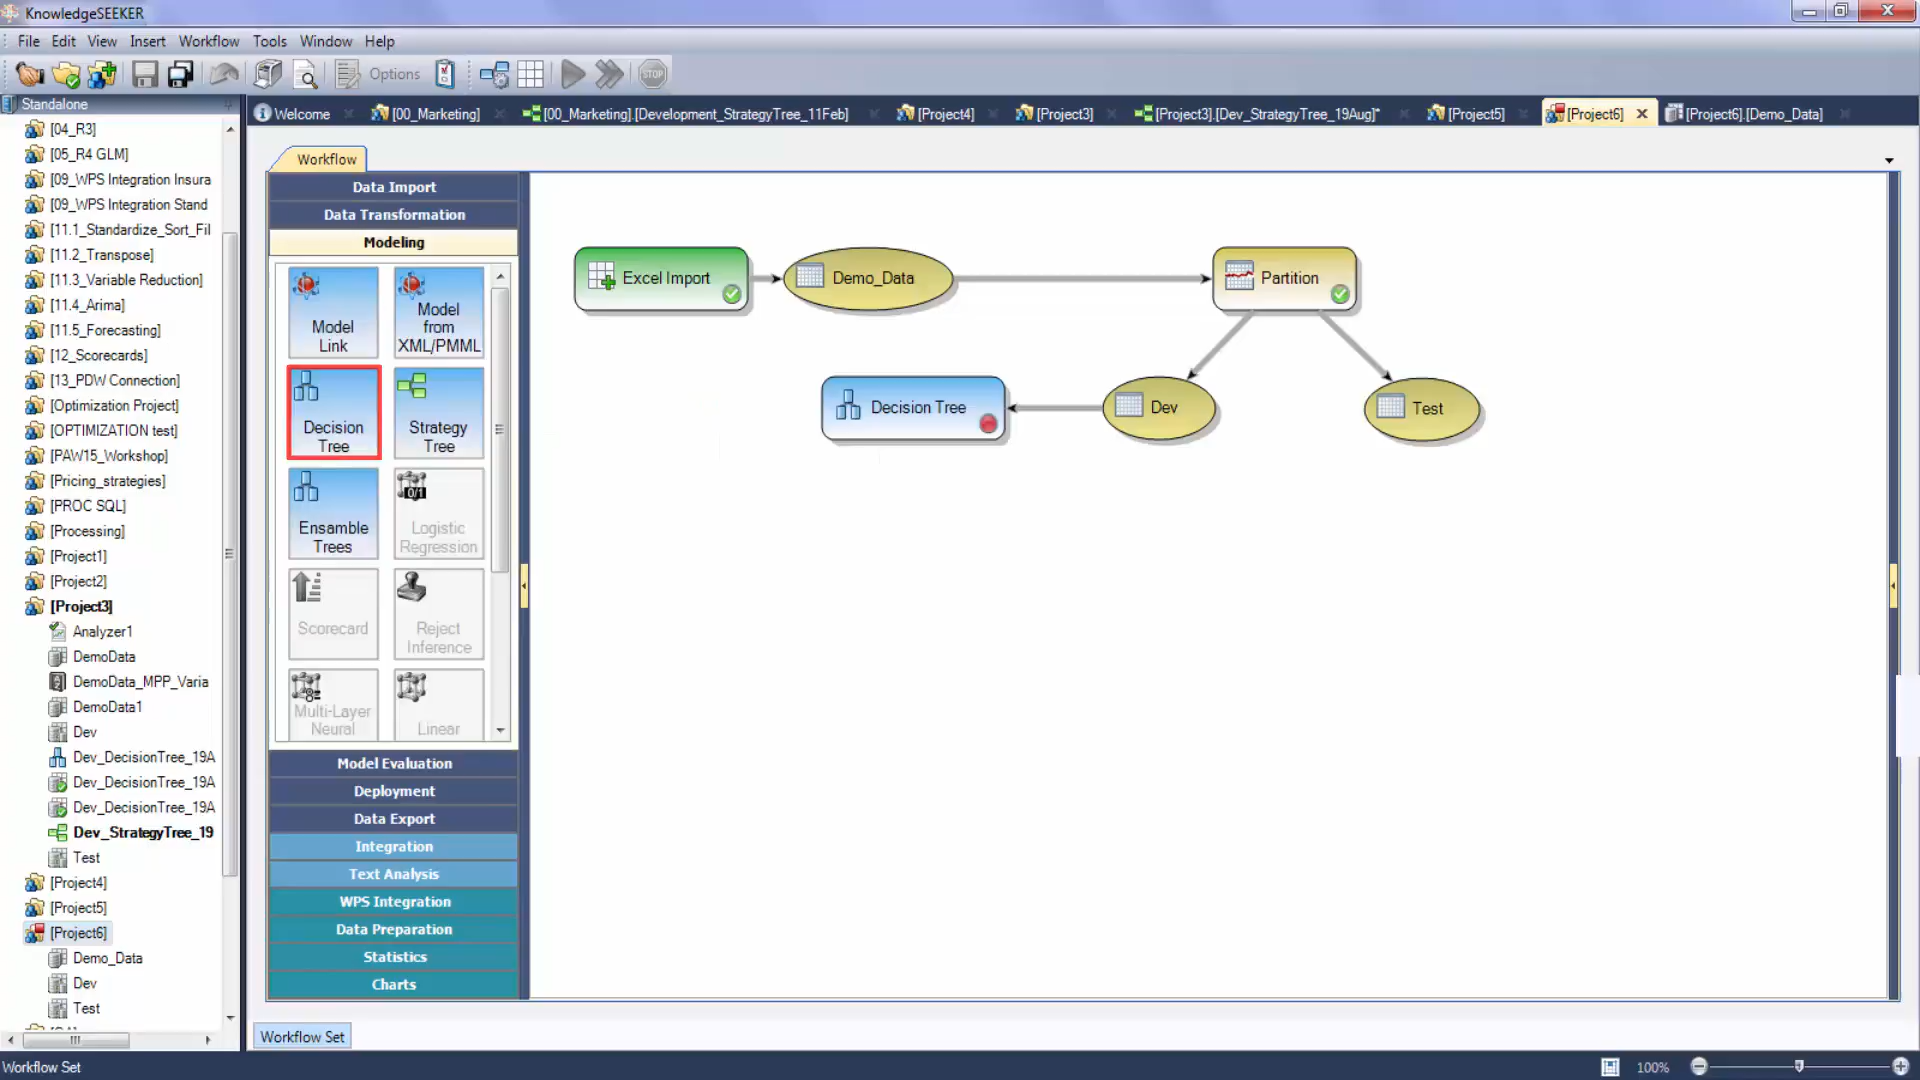 KnowledgeSEEKER
File Edit View Insert Workflow Tools Window Help
Options
Standalone
Welcome [00_Marketing] [00_Marketing].[Development_StrategyTree_11Feb] [Project4] [Project3] [Project3].[Dev_StrategyTree_19Aug]* [Project5] [Project6] [Project6].[Demo_Data]
[04_R3]
[05_R4 GLM]
[09_WPS Integration Insura
[09_WPS Integration Stand
[11.1_Standardize_Sort_Fil
[11.2_Transpose]
[11.3_Variable Reduction]
[11.4_Arima]
[11.5_Forecasting]
[12_Scorecards]
[13_PDW Connection]
[Optimization Project]
[OPTIMIZATION test]
[PAW15_Workshop]
[Pricing_strategies]
[PROC SQL]
[Processing]
[Project1]
[Project2]
[Project3]
Analyzer1
DemoData
DemoData_MPP_Varia
DemoData1
Dev
Dev_DecisionTree_19A
Dev_DecisionTree_19A
Dev_DecisionTree_19A
Dev_StrategyTree_19
Test
[Project4]
[Project5]
[Project6]
Demo_Data
Dev
Test
Workflow
Data Import
Data Transformation
Modeling
Model
Link
Model
from
XML/PMML
Decision
Tree
Strategy
Tree
Ensamble
Trees
0/1
Logistic
Regression
Scorecard
Reject
Inference
Multi-Layer
Neural
Linear
Model Evaluation
Deployment
Data Export
Integration
Text Analysis
WPS Integration
Data Preparation
Statistics
Charts
Excel Import
Demo_Data
Partition
Decision Tree
Dev
Test
STOP
Workflow Set
Workflow Set
100%